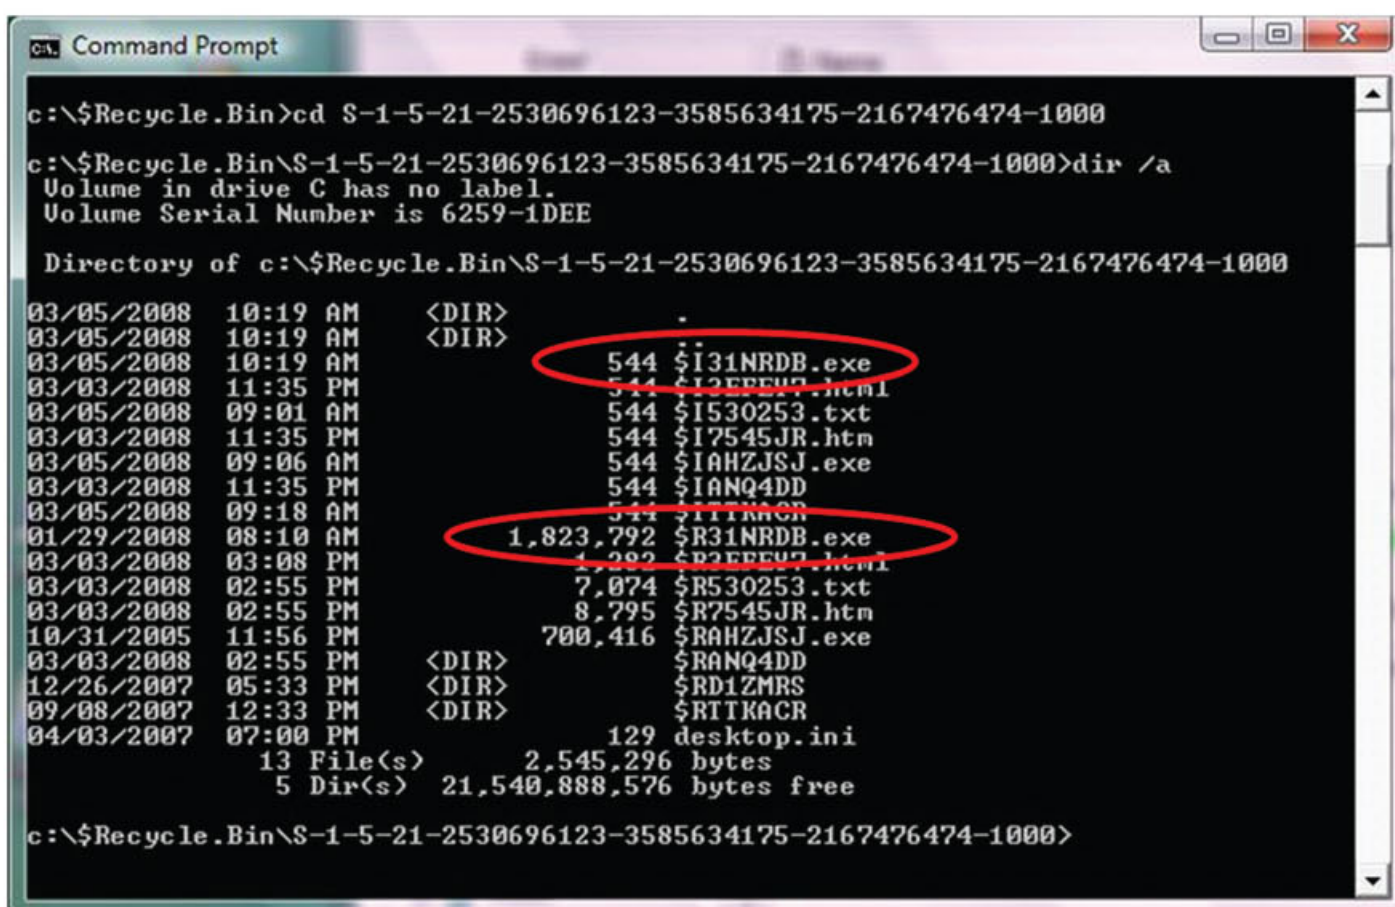 Command Prompt
c:\$Recycle.Bin>cd S-1-5-21-2530696123-3585634175-2167476474-1000
c:\$Recycle.Bin\S-1-5-21-2530696123-3585634175-2167476474-1000>dir /a
Volume in drive C has no label.
Volume Serial Number is 6259-1DEE
Directory of c:\$Recycle.Bin\S-1-5-21-2530696123-3585634175-2167476474-1000
03/05/2008 10:19 AM <DIR> .
03/05/2008 10:19 AM <DIR> ..
03/05/2008 10:19 AM 544 $I31NRDB.exe
03/03/2008 11:35 PM 544 $I3EFEY7.html
03/05/2008 09:01 AM 544 $I53O253.txt
03/03/2008 11:35 PM 544 $I7545JR.htm
03/05/2008 09:06 AM 544 $IAHZJSJ.exe
03/03/2008 11:35 PM 544 $IANQ4DD
03/05/2008 09:18 AM 544 $ITTKACR
01/29/2008 08:10 AM 1,823,792 $R31NRDB.exe
03/03/2008 03:08 PM 1,282 $R3EFEY7.html
03/03/2008 02:55 PM 7,074 $R53O253.txt
03/03/2008 02:55 PM 8,795 $R7545JR.htm
10/31/2005 11:56 PM 700,416 $RAHZJSJ.exe
03/03/2008 02:55 PM <DIR> $RANQ4DD
12/26/2007 05:33 PM <DIR> $RD1ZMRS
09/08/2007 12:33 PM <DIR> $RTTKACR
04/03/2007 07:00 PM 129 desktop.ini
13 File(s) 2,545,296 bytes
5 Dir(s) 21,540,888,576 bytes free
c:\$Recycle.Bin\S-1-5-21-2530696123-3585634175-2167476474-1000>